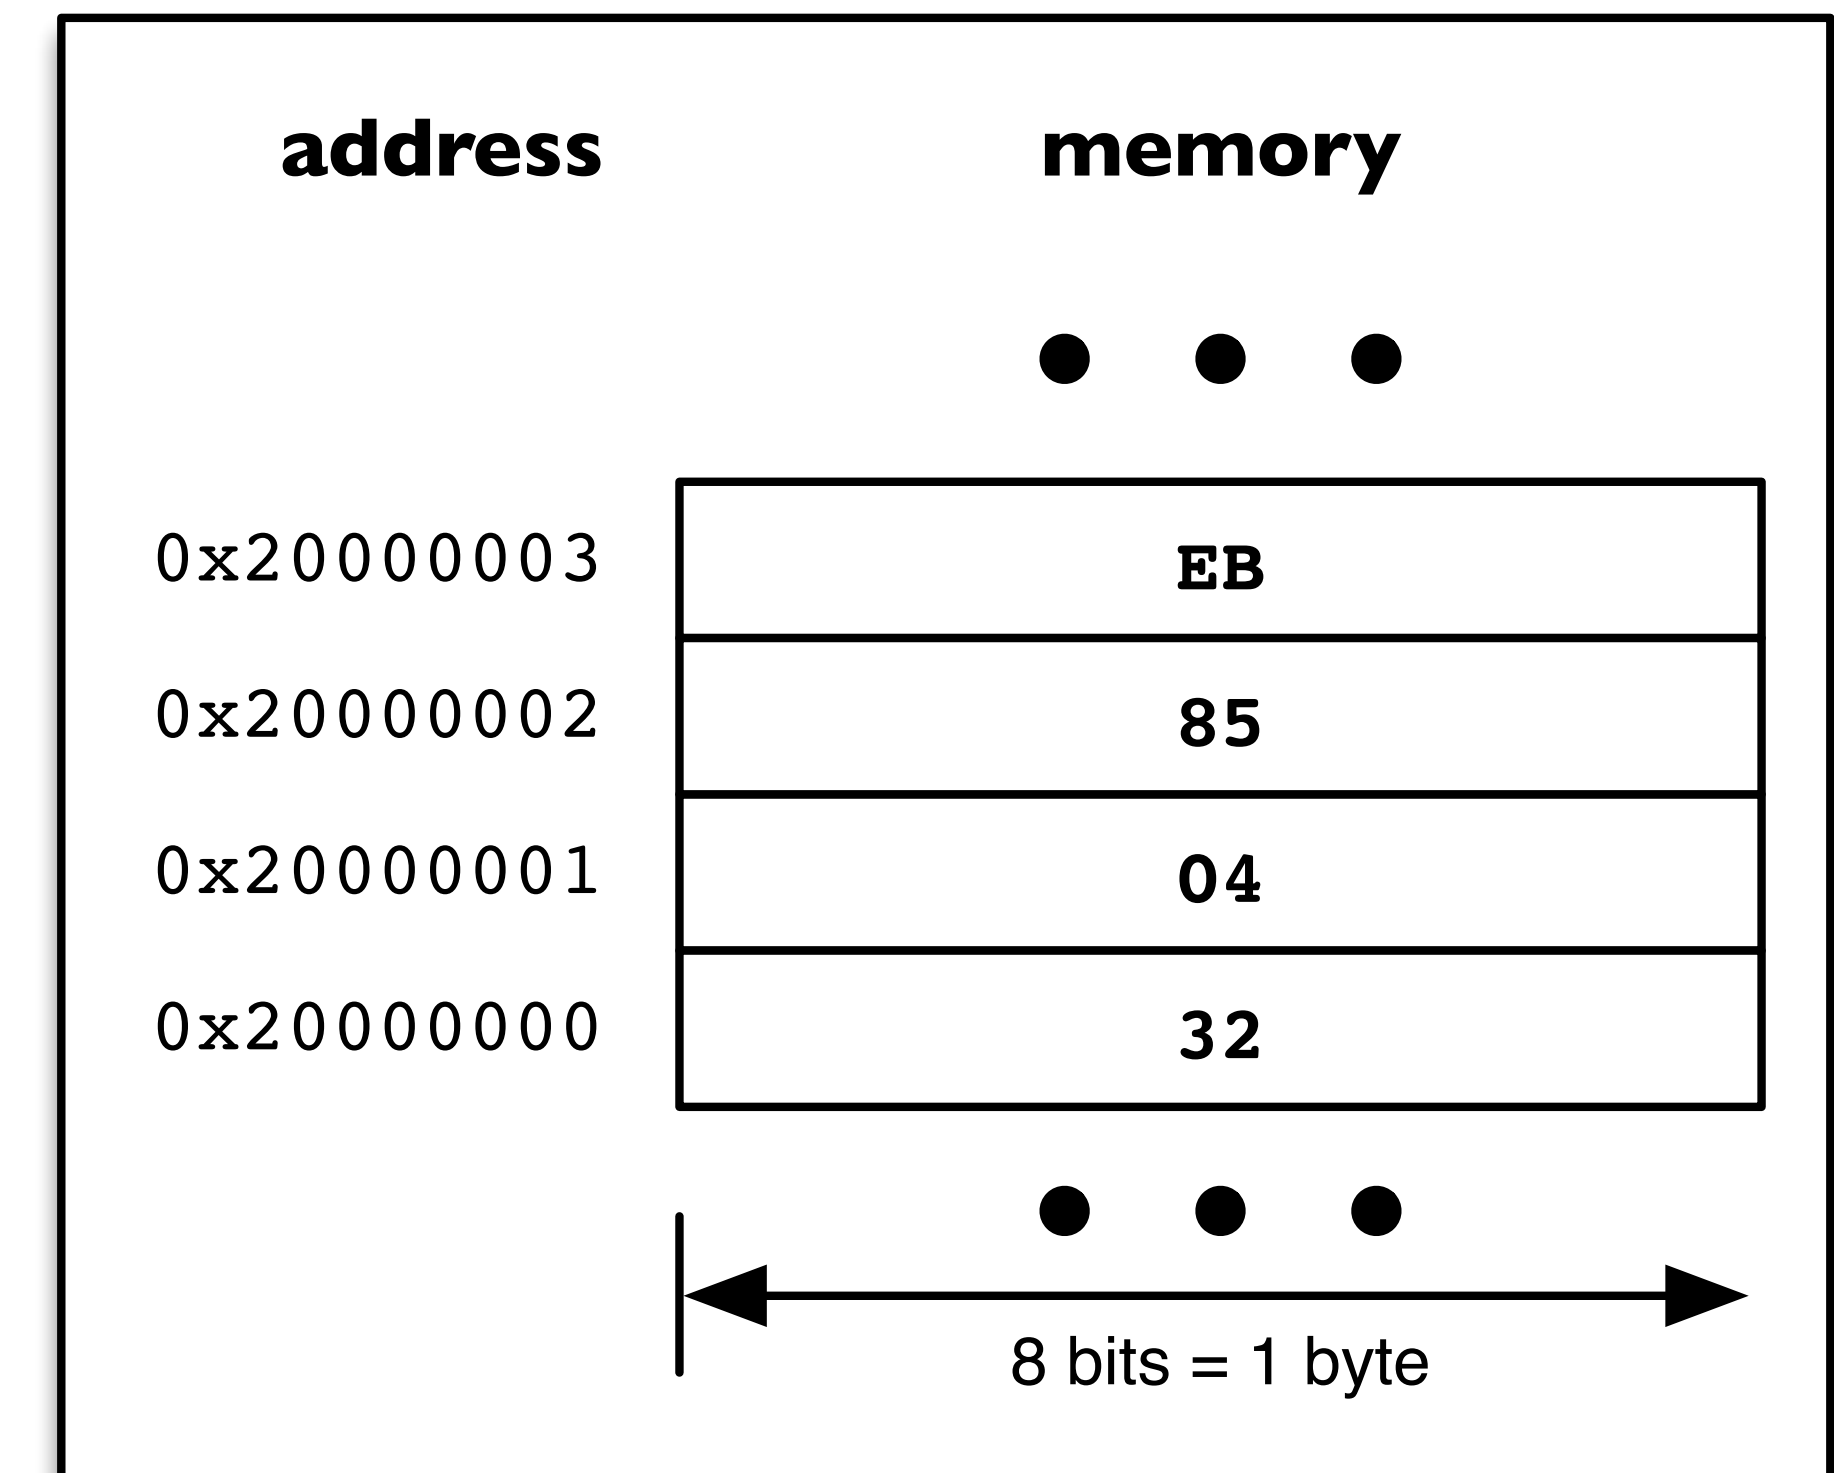 address memory
0x20000003 EB
0x20000002 85
0x20000001 04
0x20000000 32
8 bits = 1 byte